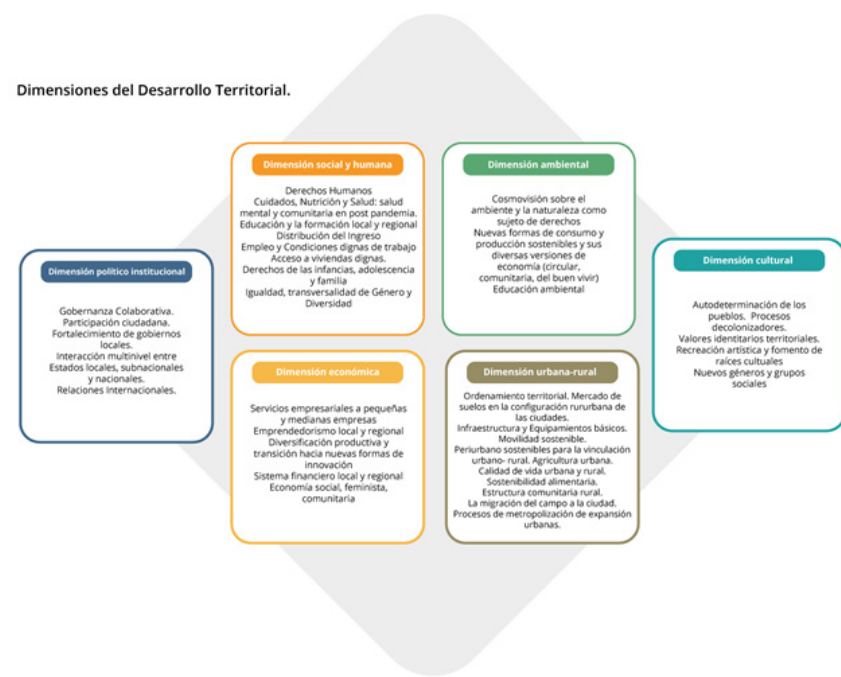 Dimensiones del Desarrollo Territorial.
Dimensión social y humana
Derechos Humanos
Cuidados, Nutrición y Salud: salud
mental y comunitaria en post pandemia.
Educación y la formación local y regional
Distribución del Ingreso
Empleo y Condiciones dignas de trabajo
Acceso a viviendas dignas.
Derechos de las infancias, adolescencia
y familia
Igualdad, transversalidad de Género y
Diversidad
Dimensión ambiental
Cosmovisión sobre el
ambiente y la naturaleza como
sujeto de derechos
Nuevas formas de consumo y
producción sostenibles y sus
diversas versiones de
economía (circular,
comunitaria, del buen vivir)
Educación ambiental
Dimensión político institucional
Gobernanza Colaborativa.
Participación ciudadana.
Fortalecimiento de gobiernos
locales.
Interacción multinivel entre
Estados locales, subnacionales
y nacionales.
Relaciones Internacionales.
Dimensión cultural
Autodeterminación de los
pueblos. Procesos
decolonizadores.
Valores identitarios territoriales.
Recreación artística y fomento de
raíces cultuales
Nuevos géneros y grupos
sociales
Dimensión económica
Servicios empresariales a pequeñas
y medianas empresas
Emprendedorismo local y regional
Diversificación productiva y
transición hacia nuevas formas de
innovación
Sistema financiero local y regional
Economía social, feminista,
comunitaria
Dimensión urbana-rural
Ordenamiento territorial. Mercado de
suelos en la configuración rururbana de
las ciudades.
Infraestructura y Equipamientos básicos.
Movilidad sostenible.
Periurbano sostenibles para la vinculación
urbano- rural. Agricultura urbana.
Calidad de vida urbana y rural.
Sostenibilidad alimentaria.
Estructura comunitaria rural.
La migración del campo a la ciudad.
Procesos de metropolización de expansión
urbanas.